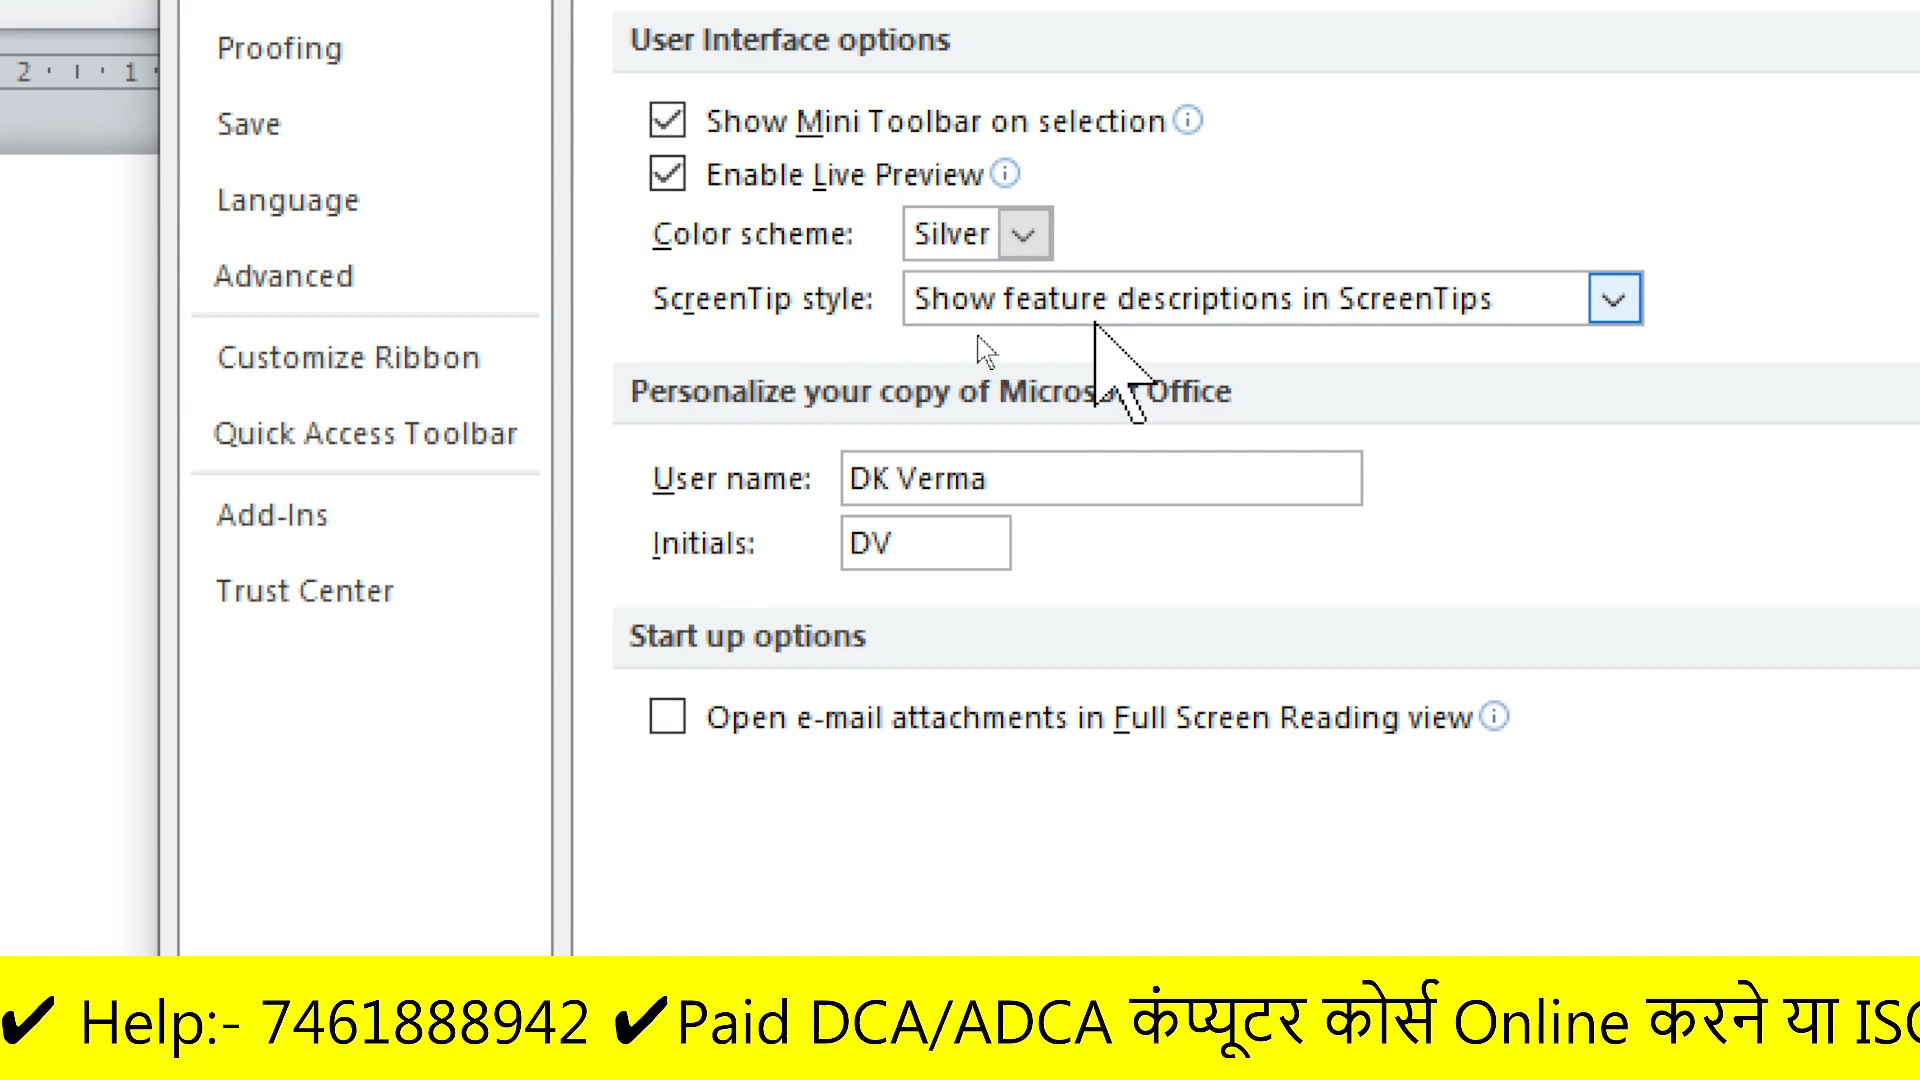 2 1
Proofing
Save
Language
Advanced
Customize Ribbon
Quick Access Toolbar
Add-Ins
Trust Center
User Interface options
Show Mini Toolbar on selection
Enable Live Preview
Color scheme: Silver
ScreenTip style: Show feature descriptions in ScreenTips
Personalize your copy of Microsoft Office
User name: DK Verma
Initials: DV
Start up options
Open e-mail attachments in Full Screen Reading view
✔ Help:- 7461888942 ✔Paid DCA/ADCA कंप्यूटर कोर्स Online करने या ISO